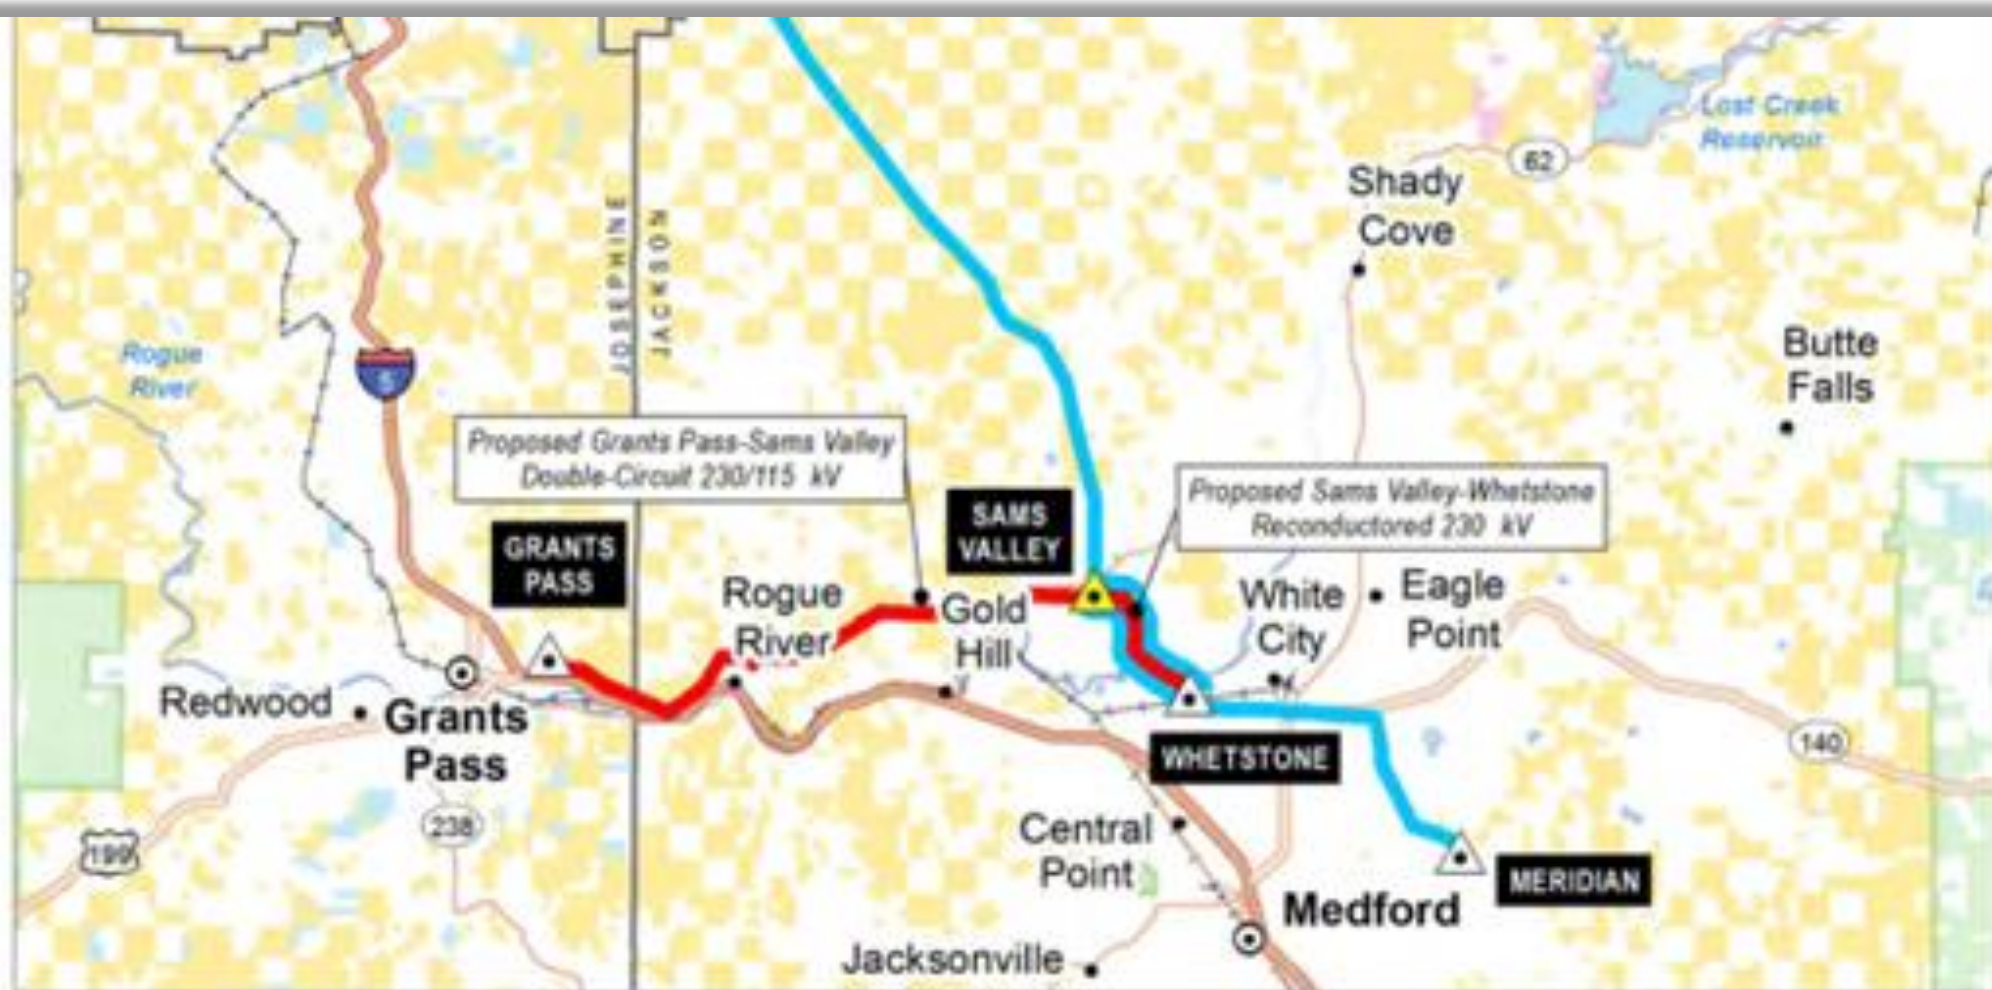 Lost Creek
Reservoir
62
Shady
Cove
JOSEPHINE
JACKSON
Rogue
River
5
Butte
Falls
Proposed Grants Pass-Sams Valley
Double-Circuit 230/115 kV
Proposed Sams Valley-Whetstone
Reconductored 230 kV
SAMS
VALLEY
GRANTS
PASS
Rogue
River
Gold
Hill
White
City
Eagle
Point
Redwood
Grants
Pass
WHETSTONE
140
238
199
Central
Point
MERIDIAN
Medford
Jacksonville